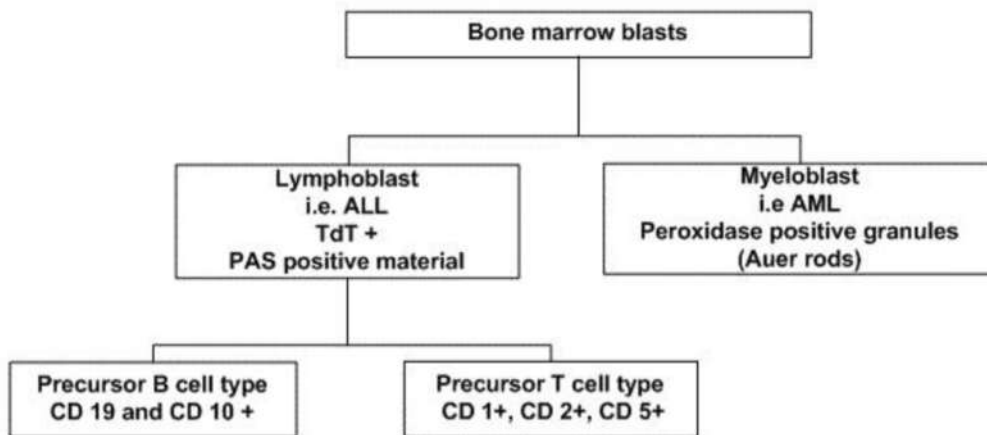 Bone marrow blasts
Lymphoblast
i.e. ALL
TdT +
PAS positive material
Myeloblast
i.e AML
Peroxidase positive granules
(Auer rods)
Precursor B cell type
CD 19 and CD 10 +
Precursor T cell type
CD 1+, CD 2+, CD 5+